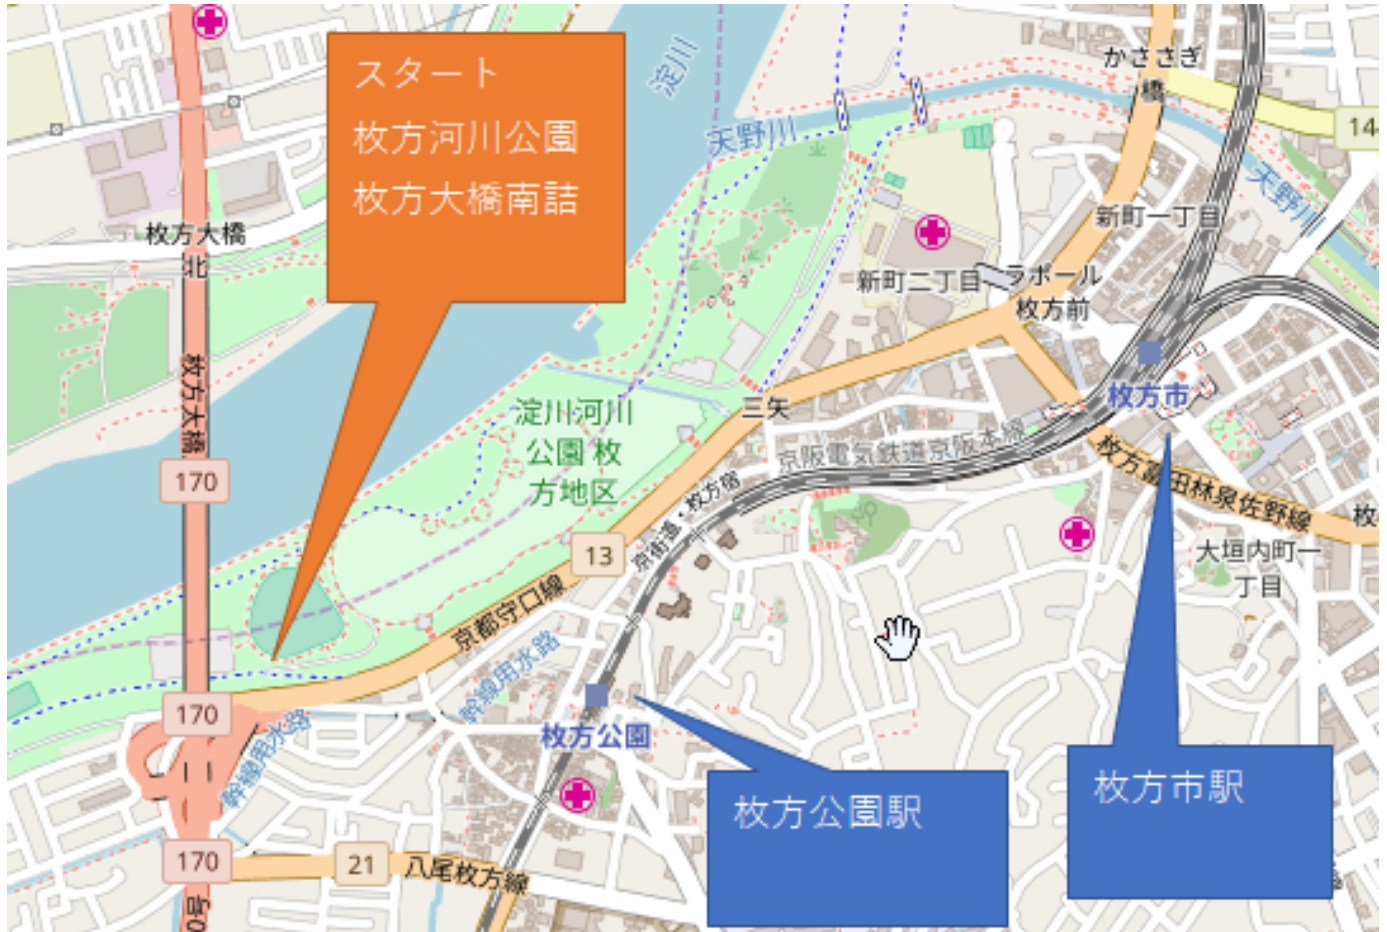 スタート
枚方河川公園
枚方大橋南詰
淀川
天野川
かささぎ
橋
14
天野川
新町一丁目
枚方大橋
枚方大橋
170
新町二丁目
ラポール
枚方前
枚方市
三矢
淀川河川
公園 枚
方地区
京阪電気鉄道京阪本線
京街道・枚方宿
枚方富田林泉佐野線
枚
大垣内町一
丁目
13
京都守口線
幹線用水路
170
幹線用水路
枚方公園
枚方公園駅
枚方市駅
170
21
八尾枚方線